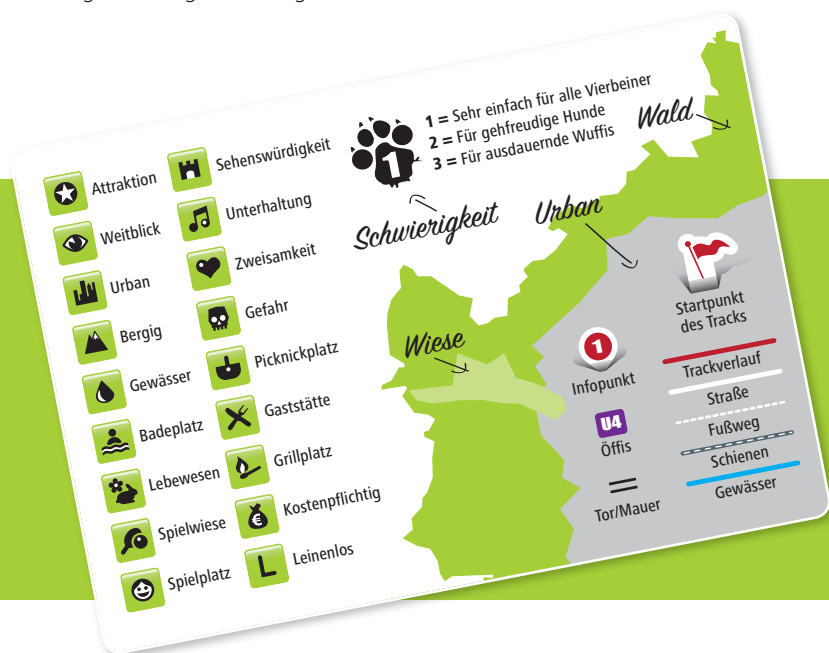 Attraktion
Weitblick
Urban
Bergig
Gewässer
Badeplatz
Lebewesen
Spielwiese
Spielplatz
Sehenswürdigkeit
Unterhaltung
Zweisamkeit
Gefahr
Picknickplatz
Gaststätte
Grillplatz
Kostenpflichtig
Leinenlos
1
1 = Sehr einfach für alle Vierbeiner
2 = Für gehfreudige Hunde
3 = Für ausdauernde Wuffis
Schwierigkeit
Wald
Urban
Wiese
1
Infopunkt
U4
Öffis
Tor/Mauer
Startpunkt
des Tracks
Trackverlauf
Straße
Fußweg
Schienen
Gewässer